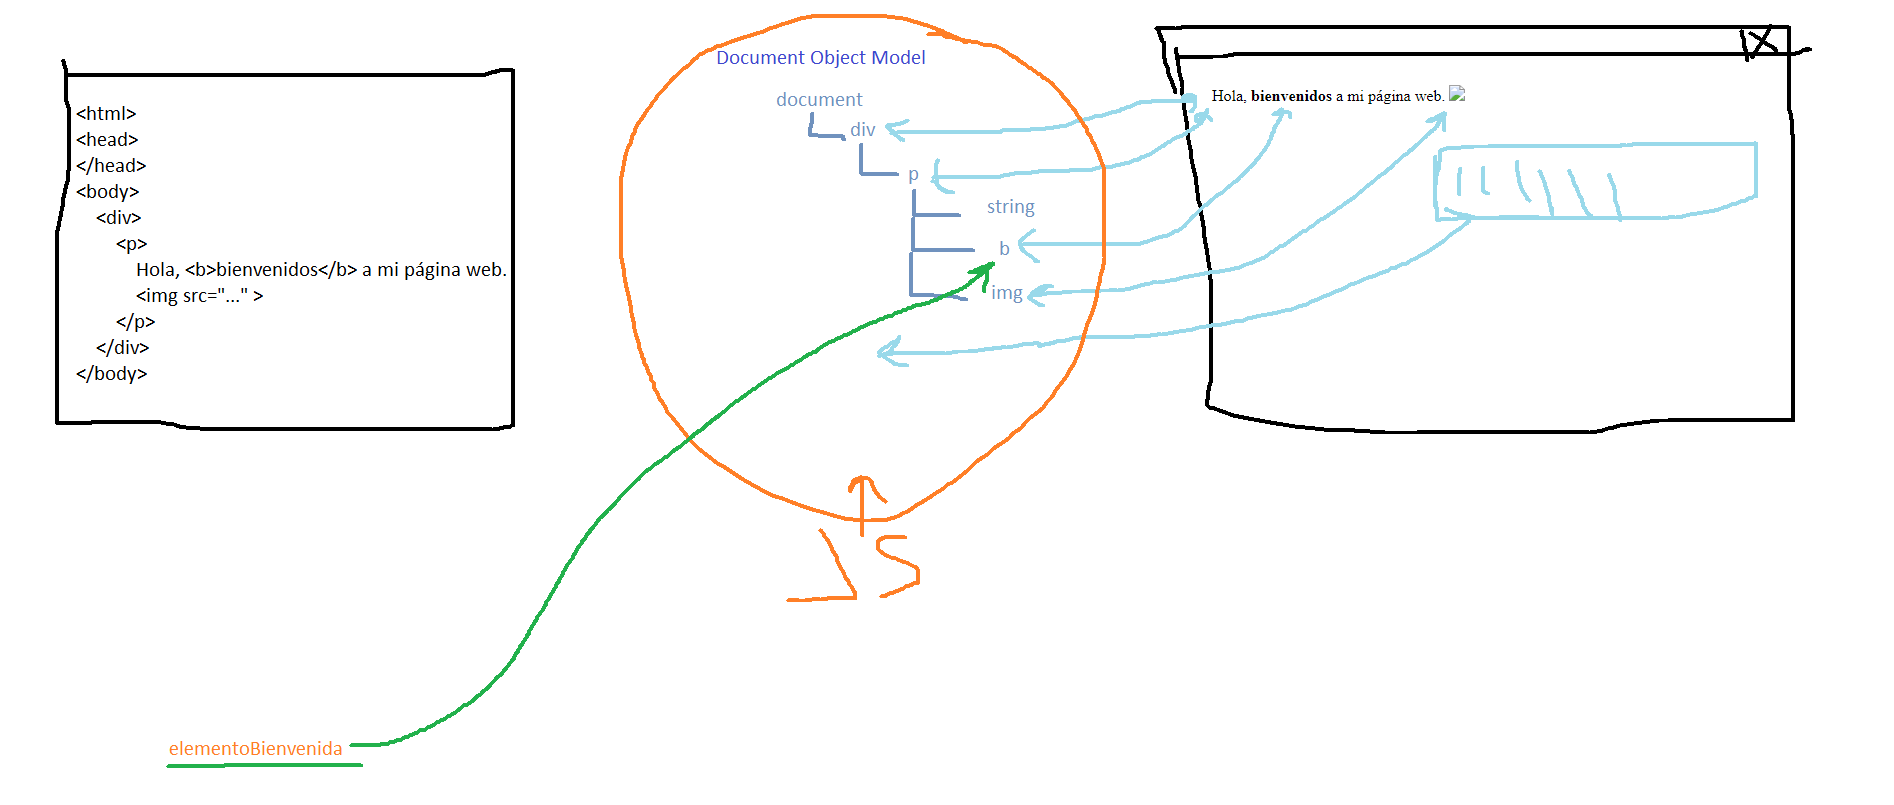 <html>
<head>
</head>
<body>
<div>
<p>
Hola, <b>bienvenidos</b> a mi página web.
<img src="..." >
</p>
</div>
</body>
Document Object Model
document
div
p
string
b
img
JS
Hola, bienvenidos a mi página web.
X
elementoBienvenida